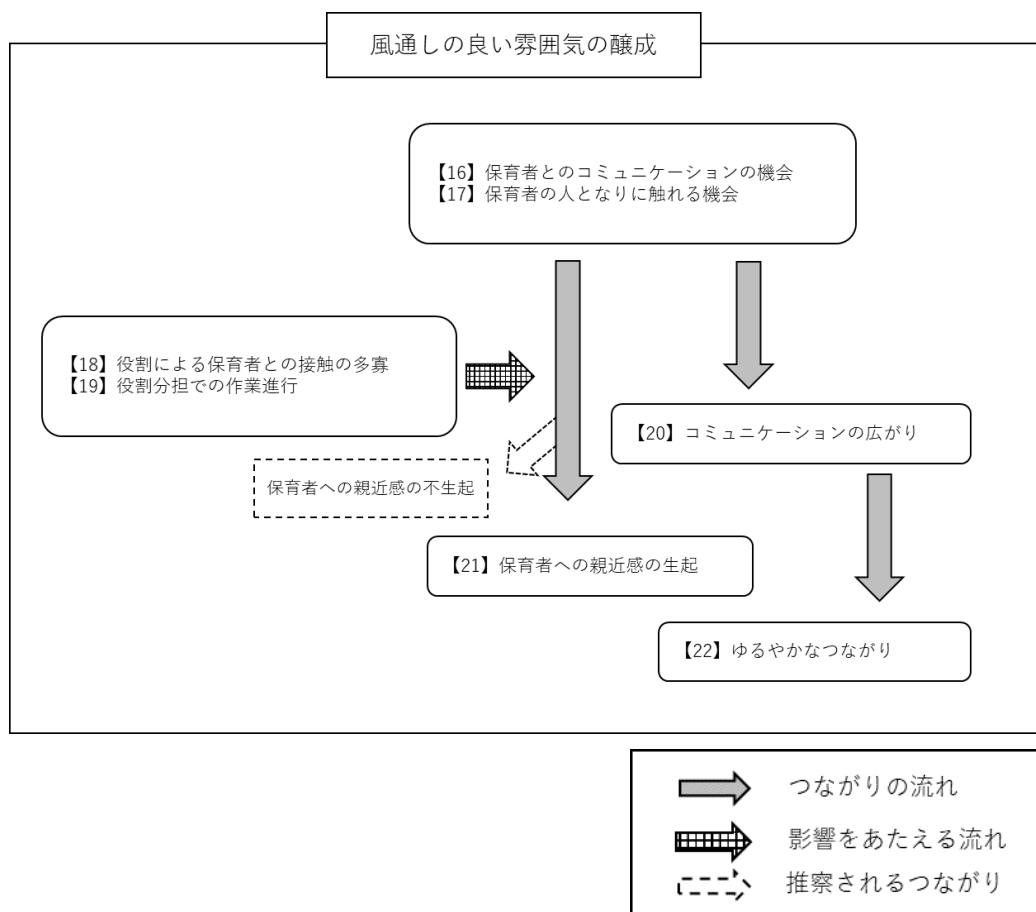 風通しの良い雰囲気の醸成
【16】保育者とのコミュニケーションの機会
【17】保育者の人となりに触れる機会
【18】役割による保育者との接触の多寡
【19】役割分担での作業進行
【20】コミュニケーションの広がり
保育者への親近感の不生起
【21】保育者への親近感の生起
【22】ゆるやかなつながり
つながりの流れ
影響をあたえる流れ
推察されるつながり